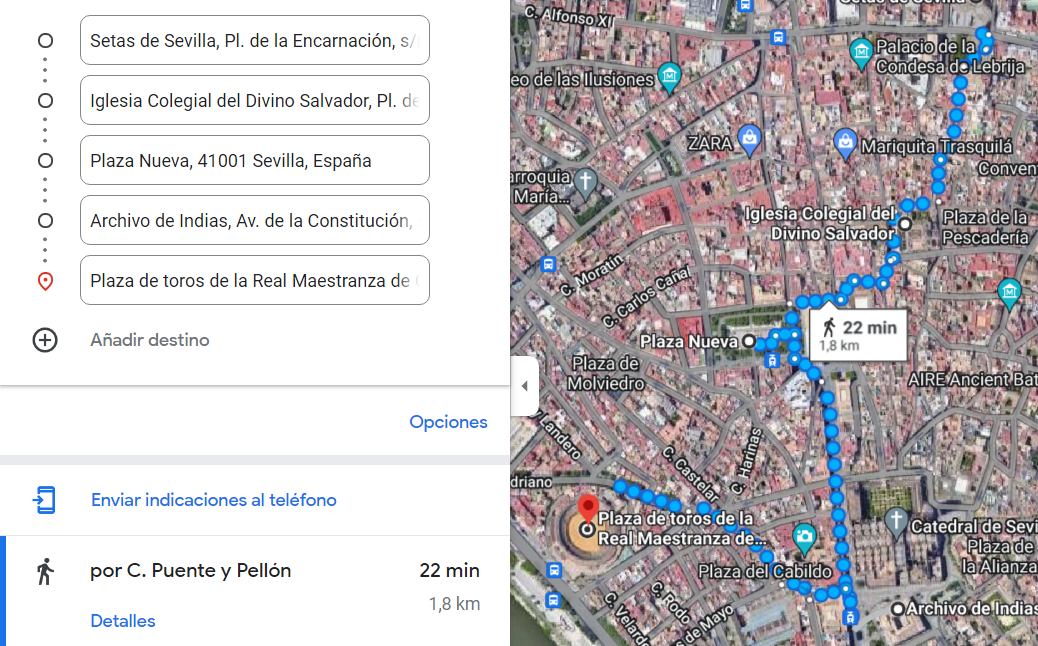 Setas de Sevilla, Pl. de la Encarnación, s/
Iglesia Colegial del Divino Salvador, Pl. de
Plaza Nueva, 41001 Sevilla, España
Archivo de Indias, Av. de la Constitución,
Plaza de toros de la Real Maestranza de C
Añadir destino
Opciones
Enviar indicaciones al teléfono
por C. Puente y Pellón
22 min
1,8 km
Detalles
Setas de Sevilla
C. Alfonso XII
Palacio de la
Condesa de Lebrija
eo de las Ilusiones
ZARA
Mariquita Trasquilá
Conven
arroquia
María...
Iglesia Colegial del
Divino Salvador
Plaza de la
Pescadería
C. Moratín
C. Carlos Cañal
22 min
1,8 km
Plaza Nueva
Plaza de
Molviedro
AIRE Ancient Bat
y Landero
C. Castelar
C. Harinas
driano
Plaza de toros de la
Real Maestranza de...
Catedral de Sevi
Plaza de
la Alianza
Plaza del Cabildo
C. Rodo
C. Velarde
s de Mayo
Archivo de Indias